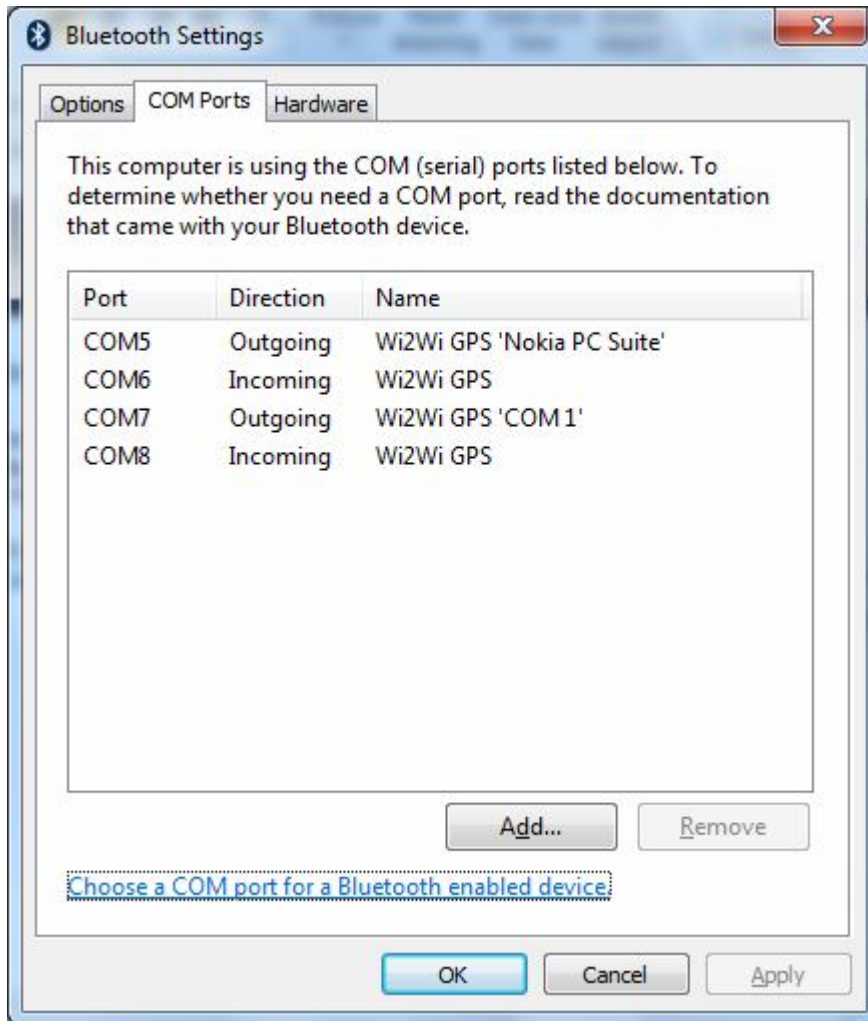 Bluetooth Settings
Options COM Ports Hardware
This computer is using the COM (serial) ports listed below. To
determine whether you need a COM port, read the documentation
that came with your Bluetooth device.
Port Direction Name
COM5 Outgoing Wi2Wi GPS 'Nokia PC Suite'
COM6 Incoming Wi2Wi GPS
COM7 Outgoing Wi2Wi GPS 'COM 1'
COM8 Incoming Wi2Wi GPS
Add... Remove
Choose a COM port for a Bluetooth enabled device.
OK Cancel Apply